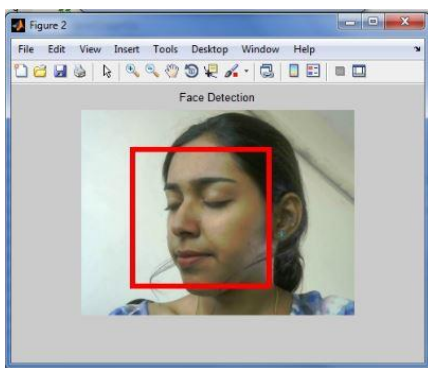 Figure 2
File Edit View Insert Tools Desktop Window Help
Face Detection